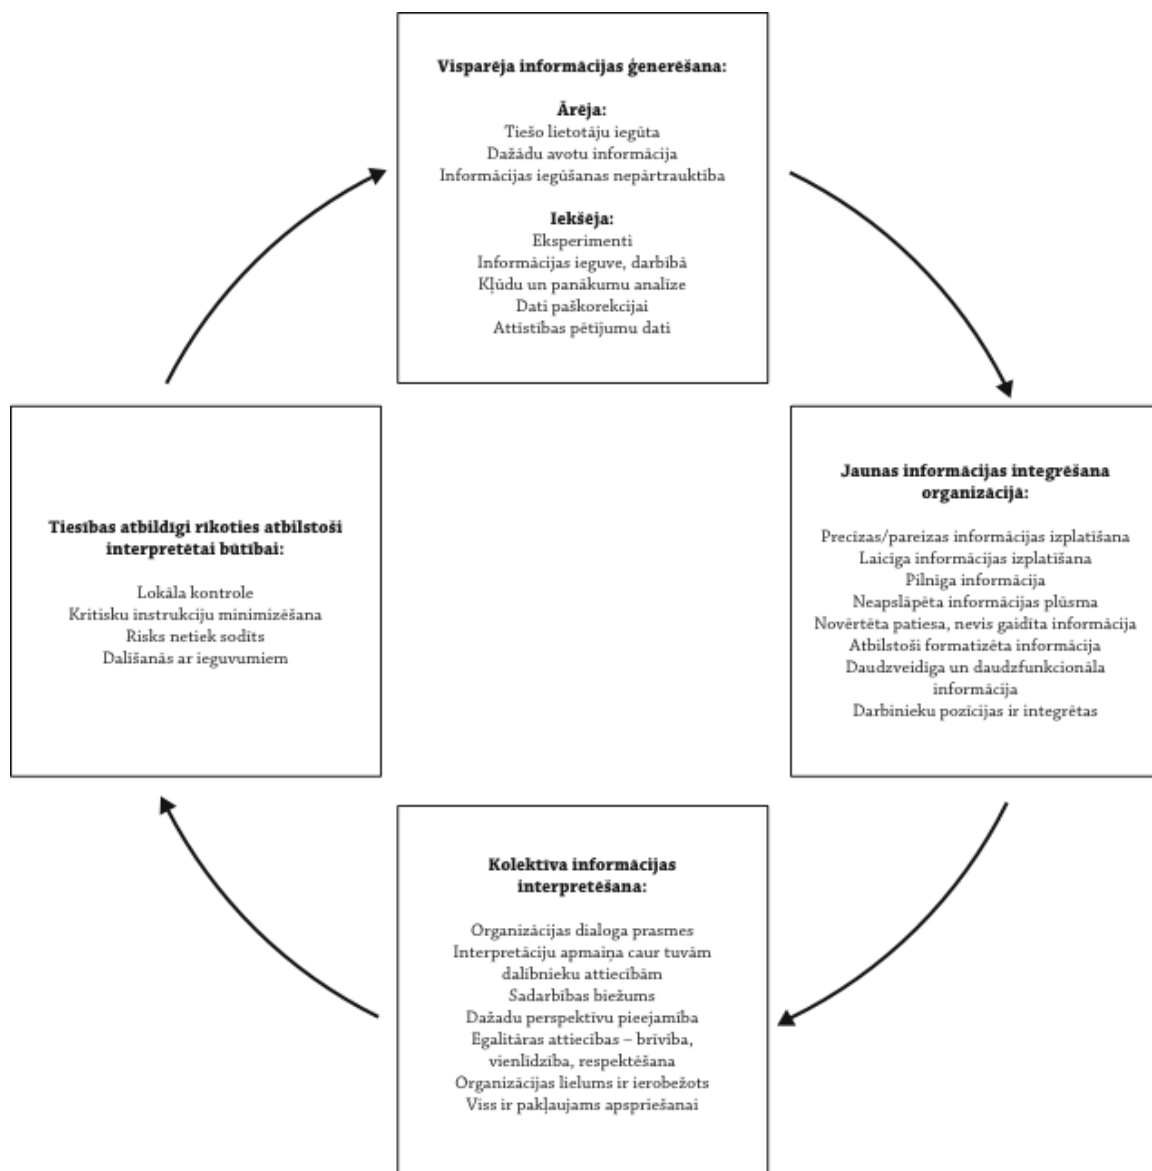 Visparēja informācijas ģenerēšana:
Ārēja:
Tiešo lietotāju iegūta
Dažādu avotu informācija
Informācijas iegūšanas nepārtrauktība
Iekšēja:
Eksperimenti
Informācijas ieguve, darbībā
Kļūdu un panākumu analīze
Dati paškorekcijai
Attīstības pētījumu dati
Jaunas informācijas integrēšana
organizācijā:
Precīzas/pareizas informācijas izplatīšana
Laicīga informācijas izplatīšana
Pilnīga informācija
Neapslāpēta informācijas plūsma
Novērtēta patiesa, nevis gaidīta informācija
Atbilstoši formatizēta informācija
Daudzveidīga un daudzfunkcionāla
informācija
Darbinieku pozīcijas ir integrētas
Kolektīva informācijas
interpretēšana:
Organizācijas dialoga prasmes
Interpretāciju apmaiņa caur tuvām
dalībnieku attiecībām
Sadarbības biežums
Dažadu perspektīvu pieejamība
Egalitāras attiecības – brīvība,
vienlīdzība, respektēšana
Organizācijas lielums ir ierobežots
Viss ir pakļaujams apspriešanai
Tiesības atbildīgi rīkoties atbilstoši
interpretētai būtībai:
Lokāla kontrole
Kritisku instrukciju minimizēšana
Risks netiek sodīts
Dalīšanās ar ieguvumiem